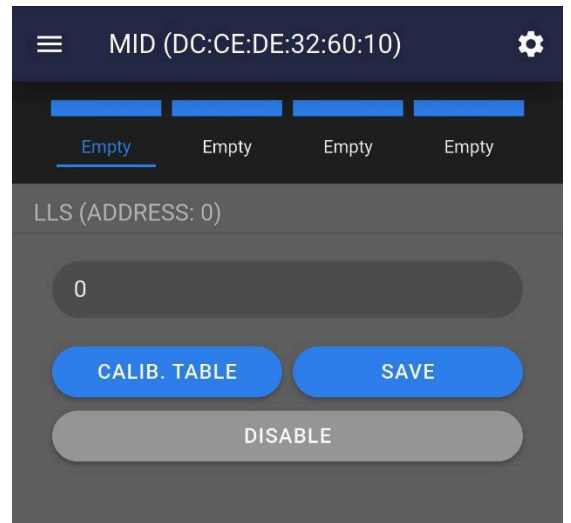 MID (DC:CE:DE:32:60:10)
Empty Empty Empty Empty
LLS (ADDRESS: 0)
0
CALIB. TABLE SAVE
DISABLE